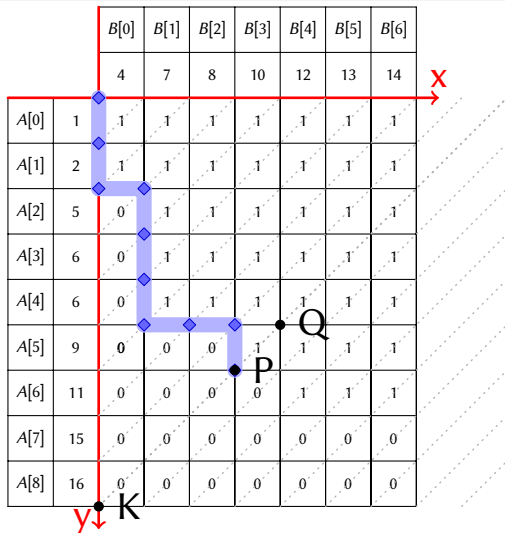 B[0] B[1] B[2] B[3] B[4] B[5] B[6]
4 7 8 10 12 13 14
x
A[0] 1 1 1 1 1 1 1 1
A[1] 2 1 1 1 1 1 1 1
A[2] 5 0 1 1 1 1 1 1
A[3] 6 0 1 1 1 1 1 1
A[4] 6 0 1 1 1 1 1 1
Q
A[5] 9 0 0 0 1 1 1 1
P
A[6] 11 0 0 0 0 1 1 1
A[7] 15 0 0 0 0 0 0 0
A[8] 16 0 0 0 0 0 0 0
y K